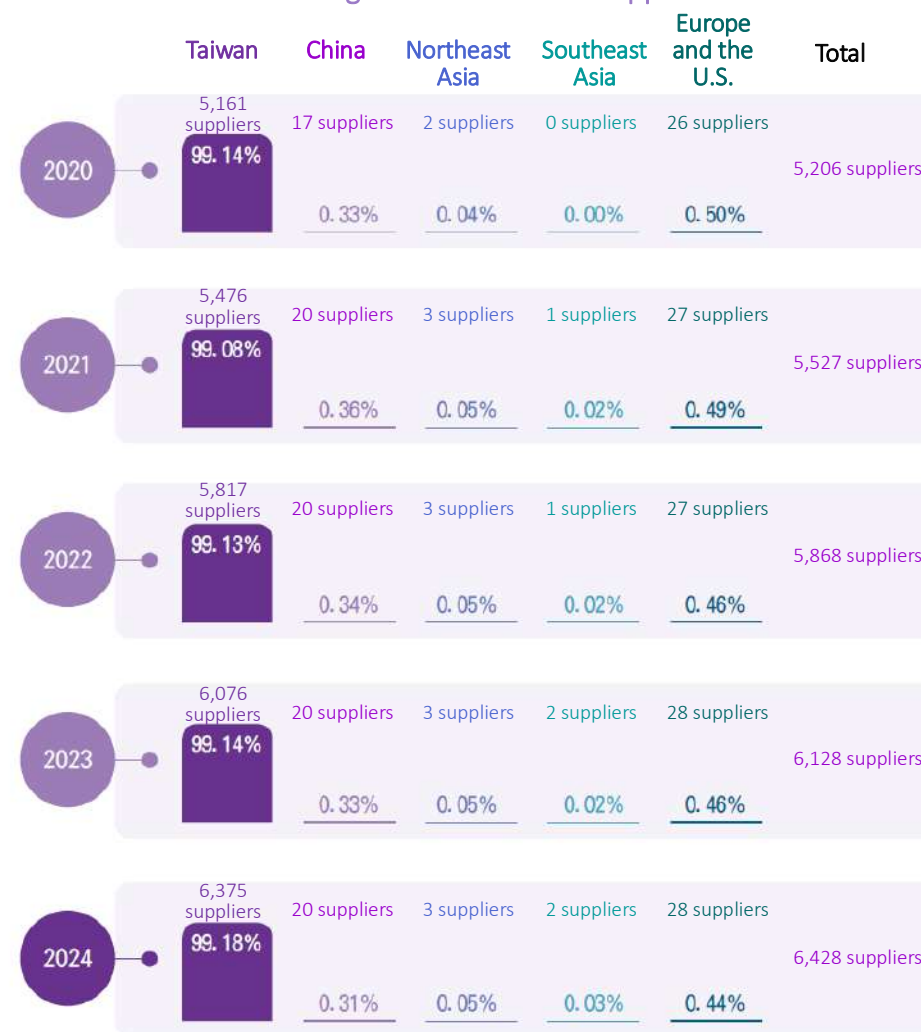 Taiwan
China
Northeast
Asia
Southeast
Asia
Europe
and the
U.S.
Total
2020
5,161
suppliers
99.14%
17 suppliers
0.33%
2 suppliers
0.04%
0 suppliers
0.00%
26 suppliers
0.50%
5,206 suppliers
2021
5,476
suppliers
99.08%
20 suppliers
0.36%
3 suppliers
0.05%
1 suppliers
0.02%
27 suppliers
0.49%
5,527 suppliers
2022
5,817
suppliers
99.13%
20 suppliers
0.34%
3 suppliers
0.05%
1 suppliers
0.02%
27 suppliers
0.46%
5,868 suppliers
2023
6,076
suppliers
99.14%
20 suppliers
0.33%
3 suppliers
0.05%
2 suppliers
0.02%
28 suppliers
0.46%
6,128 suppliers
2024
6,375
suppliers
99.18%
20 suppliers
0.31%
3 suppliers
0.05%
2 suppliers
0.03%
28 suppliers
0.44%
6,428 suppliers